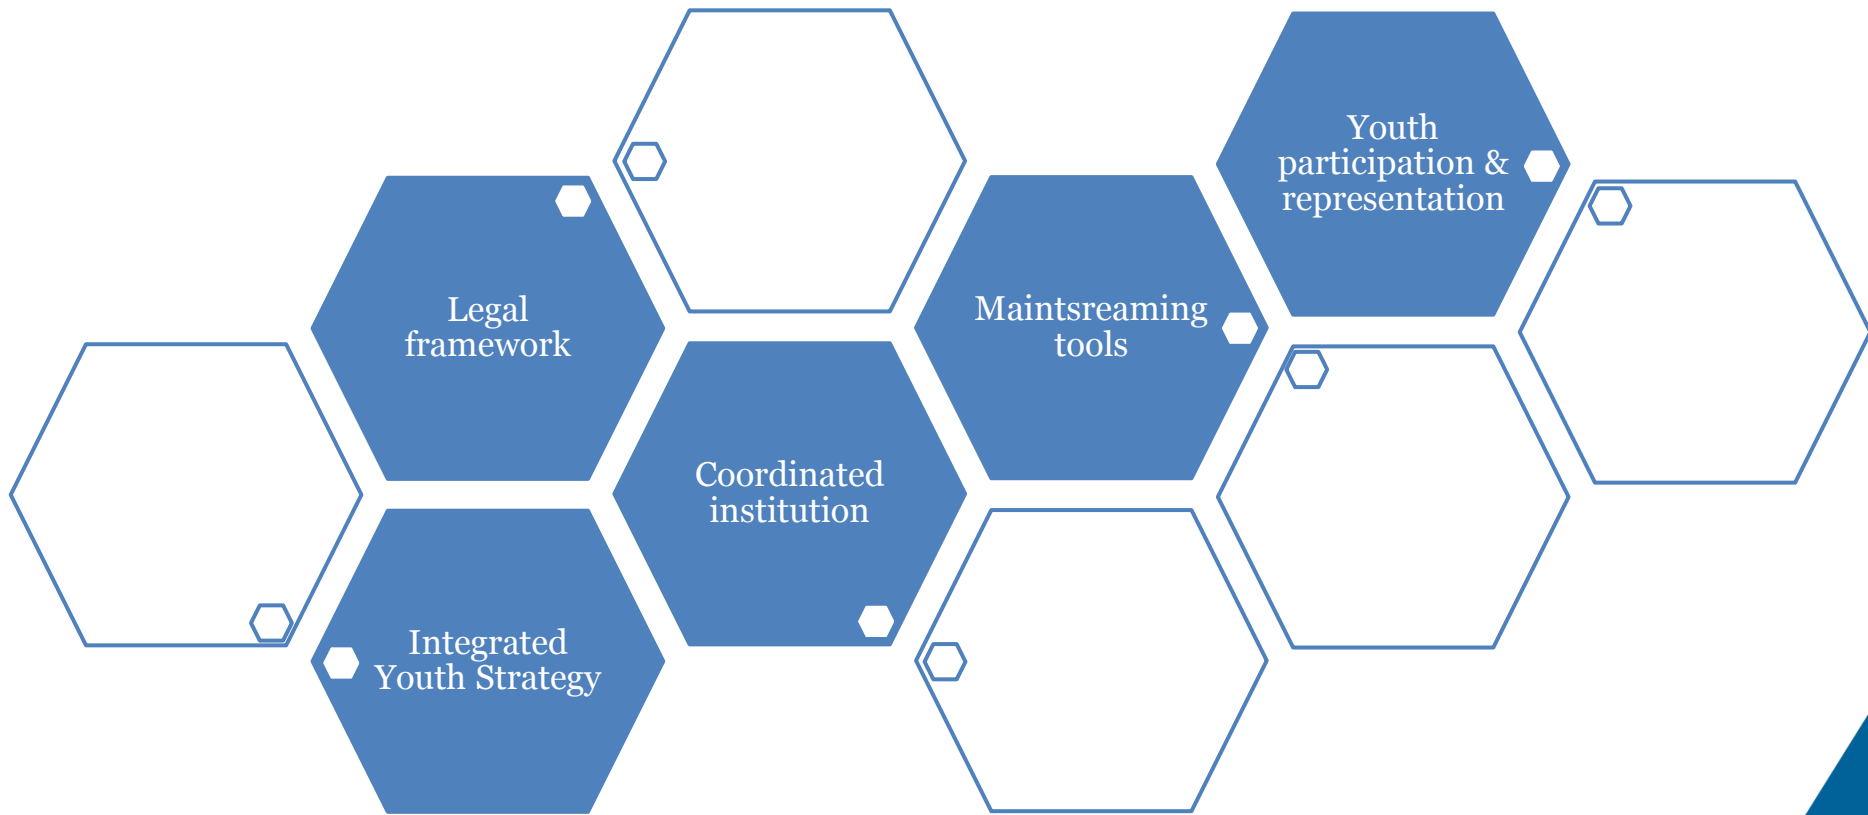 Youth
participation &
representation
Legal
framework
Maintsreaming
tools
Coordinated
institution
Integrated
Youth Strategy